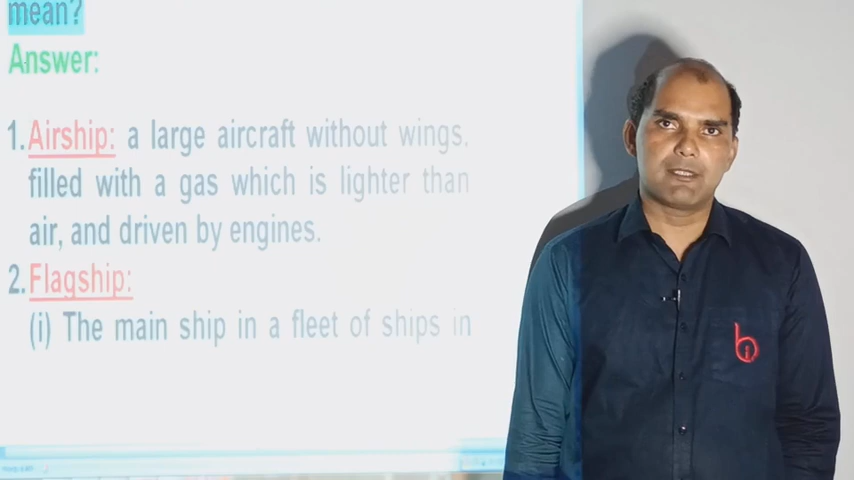 mean?
Answer:
1. Airship: a large aircraft without wings,
filled with a gas which is lighter than
air, and driven by engines.
2. Flagship:
(i) The main ship in a fleet of ships in